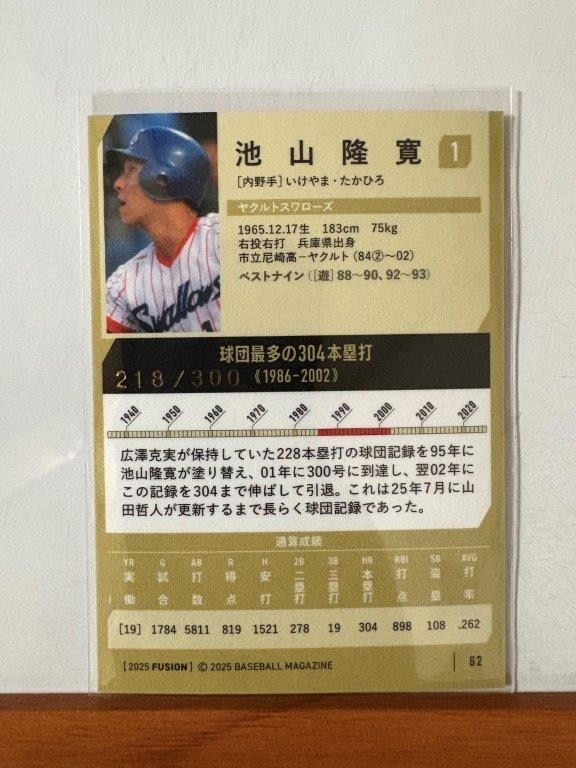 池山隆寛 1
[内野手] いけやま・たかひろ
ヤクルトスワローズ
1965.12.17生 183cm 75kg
右投右打 兵庫県出身
市立尼崎高－ヤクルト (84②〜02)
ベストナイン ([遊] 88〜90、92〜93)
Swallows
球団最多の304本塁打
218/300 《1986-2002》
1940 1950 1960 1970 1980 1990 2000 2010 2020
広澤克実が保持していた228本塁打の球団記録を95年に
池山隆寛が塗り替え、01年に300号に到達し、翌02年に
この記録を304まで伸ばして引退。これは25年7月に山
田哲人が更新するまで長らく球団記録であった。
通算成績
YR G AB R H 2B 3B HR RBI SB AVG
実働 試合 打数 得点 安打 二塁打 三塁打 本塁打 打点 盗塁 打率
[19] 1784 5811 819 1521 278 19 304 898 108 .262
[2025 FUSION] © 2025 BASEBALL MAGAZINE 62